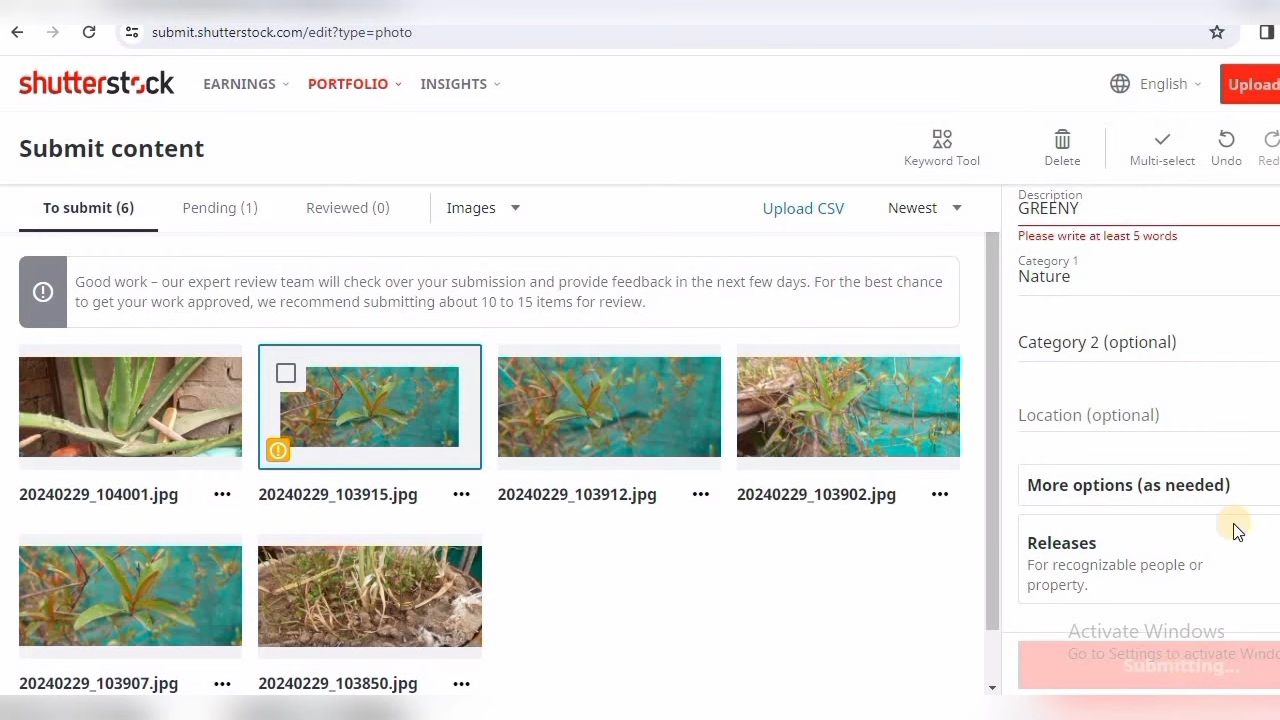 submit.shutterstock.com/edit?type=photo
shutterstock EARNINGS PORTFOLIO INSIGHTS English Upload
Submit content
Keyword Tool Delete Multi-select Undo
To submit (6) Pending (1) Reviewed (0) Images Upload CSV Newest
Good work – our expert review team will check over your submission and provide feedback in the next few days. For the best chance
to get your work approved, we recommend submitting about 10 to 15 items for review.
20240229_104001.jpg 20240229_103915.jpg 20240229_103912.jpg 20240229_103902.jpg
20240229_103907.jpg 20240229_103850.jpg
Description
GREENY
Please write at least 5 words
Category 1
Nature
Category 2 (optional)
Location (optional)
More options (as needed)
Releases
For recognizable people or
property.
Activate Windows
Go to Settings to activate
Submitting...